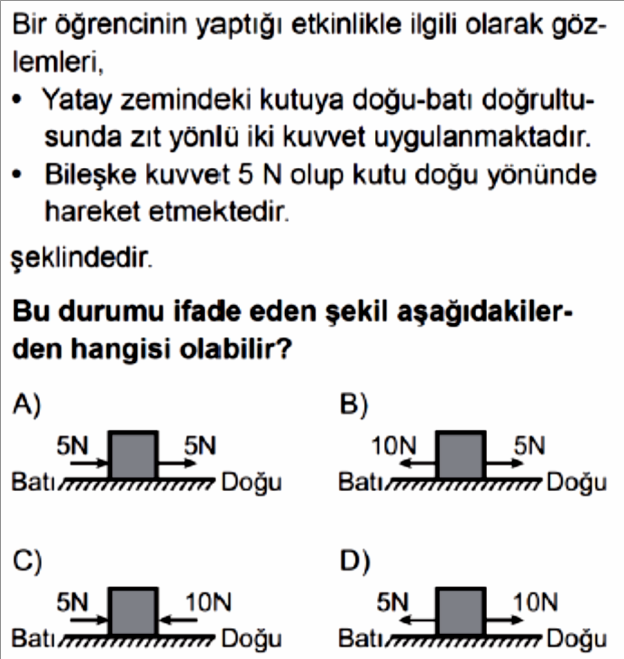 Bir öğrencinin yaptığı etkinlikle ilgili olarak göz-
lemleri,
• Yatay zemindeki kutuya doğu-batı doğrultu-
sunda zıt yönlü iki kuvvet uygulanmaktadır.
• Bileşke kuvvet 5 N olup kutu doğu yönünde
hareket etmektedir.
şeklindedir.
Bu durumu ifade eden şekil aşağıdakiler-
den hangisi olabilir?
A) B)
5N 5N 10N 5N
Batı Doğu Batı Doğu
C) D)
5N 10N 5N 10N
Batı Doğu Batı Doğu